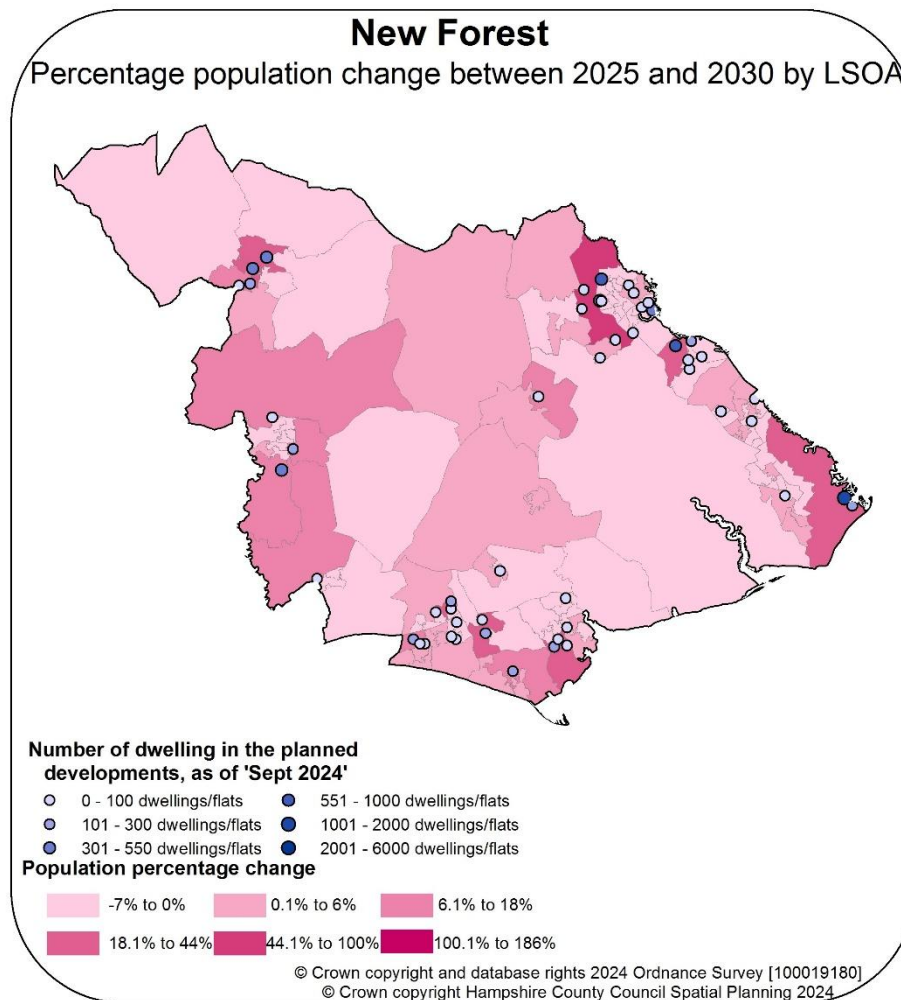 New Forest
Percentage population change between 2025 and 2030 by LSOA
Number of dwelling in the planned
developments, as of 'Sept 2024'
0 - 100 dwellings/flats
551 - 1000 dwellings/flats
101 - 300 dwellings/flats
1001 - 2000 dwellings/flats
301 - 550 dwellings/flats
2001 - 6000 dwellings/flats
Population percentage change
-7% to 0%
0.1% to 6%
6.1% to 18%
18.1% to 44%
44.1% to 100%
100.1% to 186%
© Crown copyright and database rights 2024 Ordnance Survey [100019180]
© Crown copyright Hampshire County Council Spatial Planning 2024